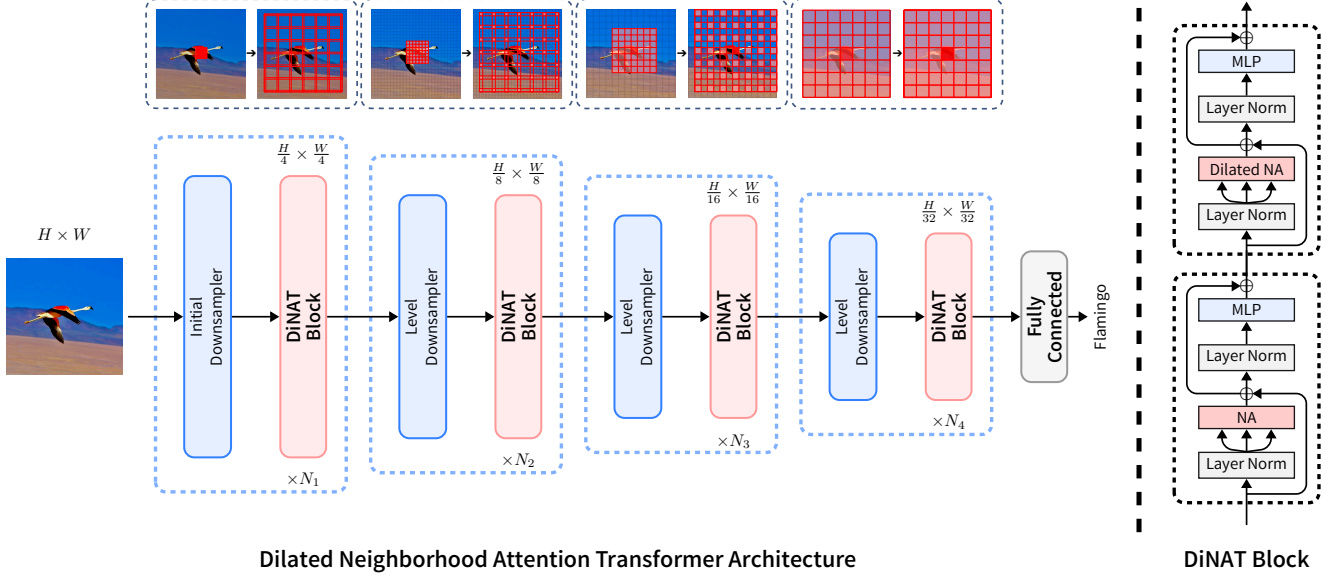 H × W
Initial
Downsampler
H/4 × W/4
DiNAT
Block
×N₁
Level
Downsampler
H/8 × W/8
DiNAT
Block
×N₂
Level
Downsampler
H/16 × W/16
DiNAT
Block
×N₃
Level
Downsampler
H/32 × W/32
DiNAT
Block
×N₄
Fully
Connected
Flamingo
Dilated Neighborhood Attention Transformer Architecture
MLP
Layer Norm
Dilated NA
Layer Norm
MLP
Layer Norm
NA
Layer Norm
DiNAT Block